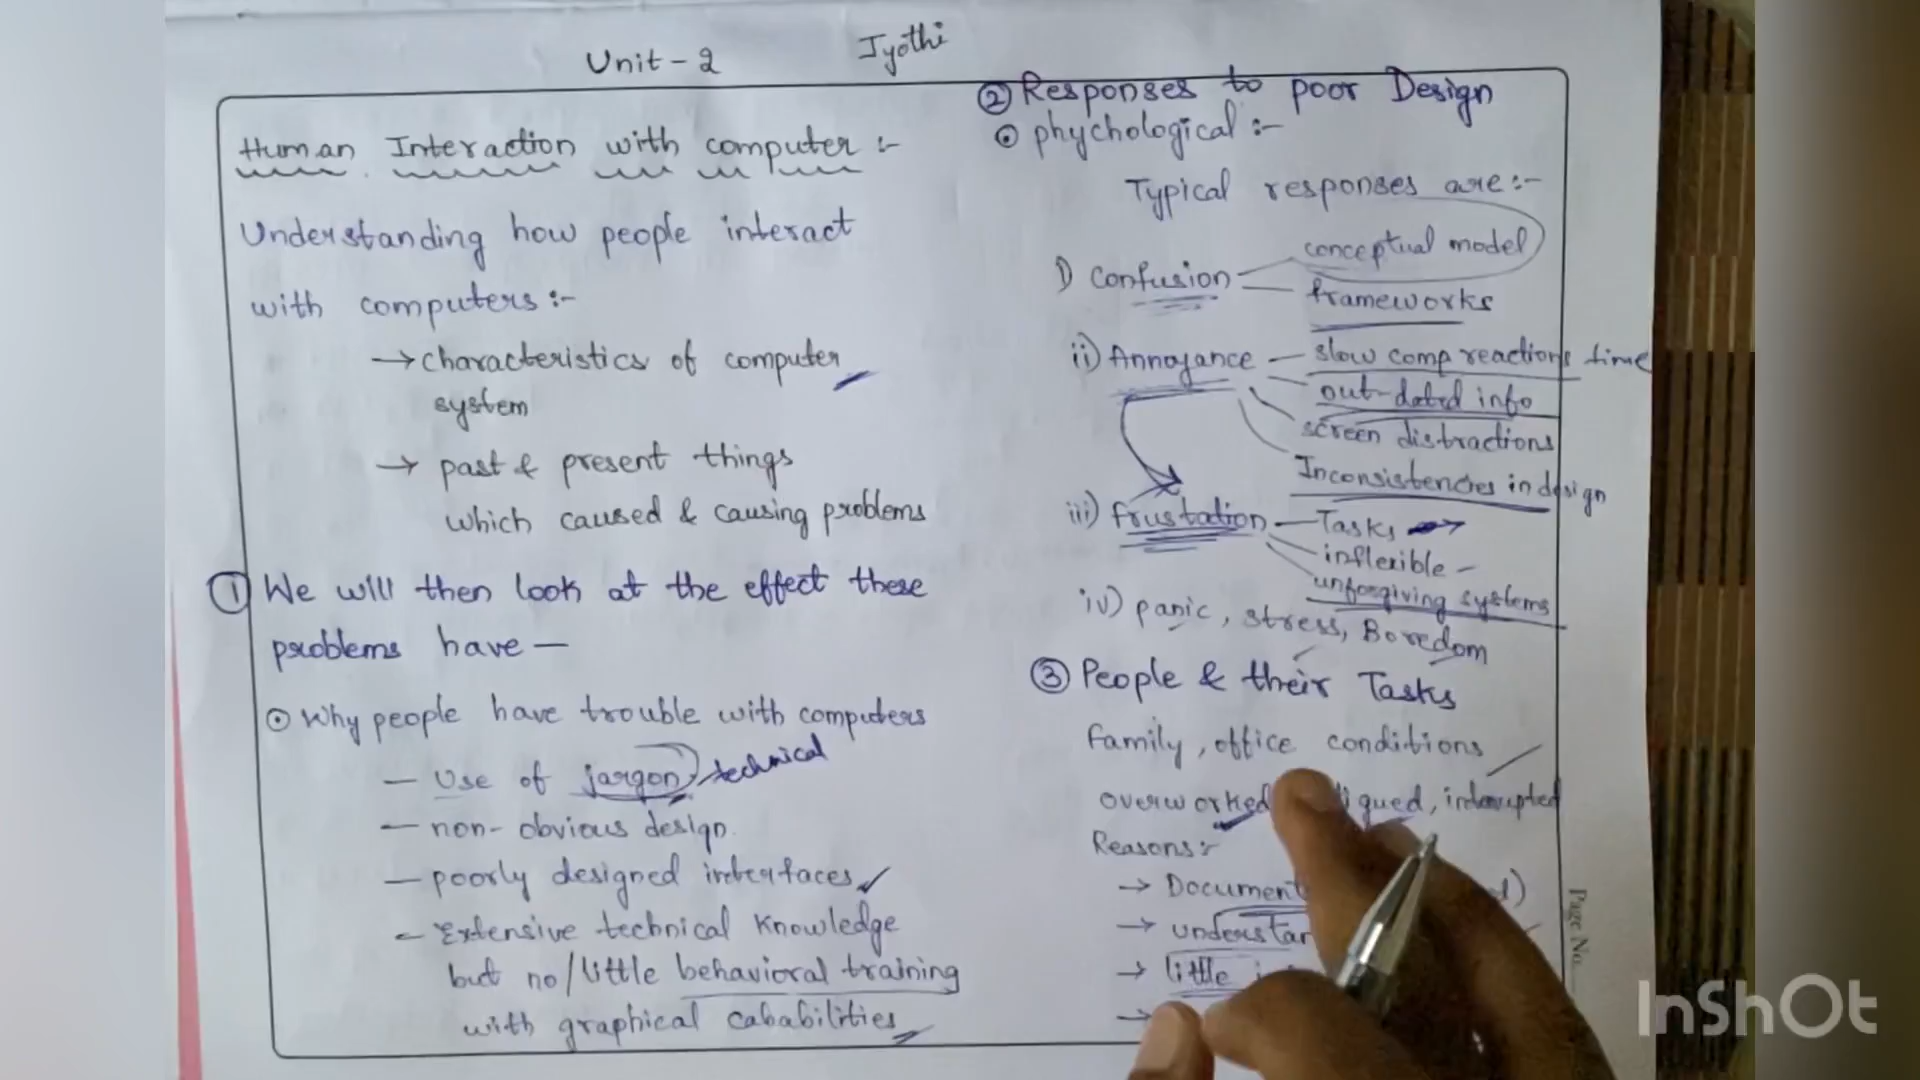 Unit - 2
Jyothi
Human Interaction with computer :-
Understanding how people interact
with computers :-
→ characteristics of computer
system
→ past & present things
which caused & causing problems
① We will then look at the effect these
problems have —
⊙ Why people have trouble with computers
— Use of jargon technical
— non-obvious design.
— poorly designed interfaces ✓
— Extensive technical knowledge
but no/little behavioral training
with graphical cababilities
② Responses to poor Design
⊙ phychological :-
Typical responses are :-
i) Confusion — conceptual model
— frameworks
ii) Annoyance — slow comp reactions time
out-dated info
screen distractions
Inconsistencies in design
iii) frustation — Tasks →
inflexible —
unforgiving systems
iv) panic, stress, Boredom
③ People & their Tasks
family, office conditions
overworked, interrupted
Reasons :-
→ Document
→
→ little
→
Page No.
InShOt